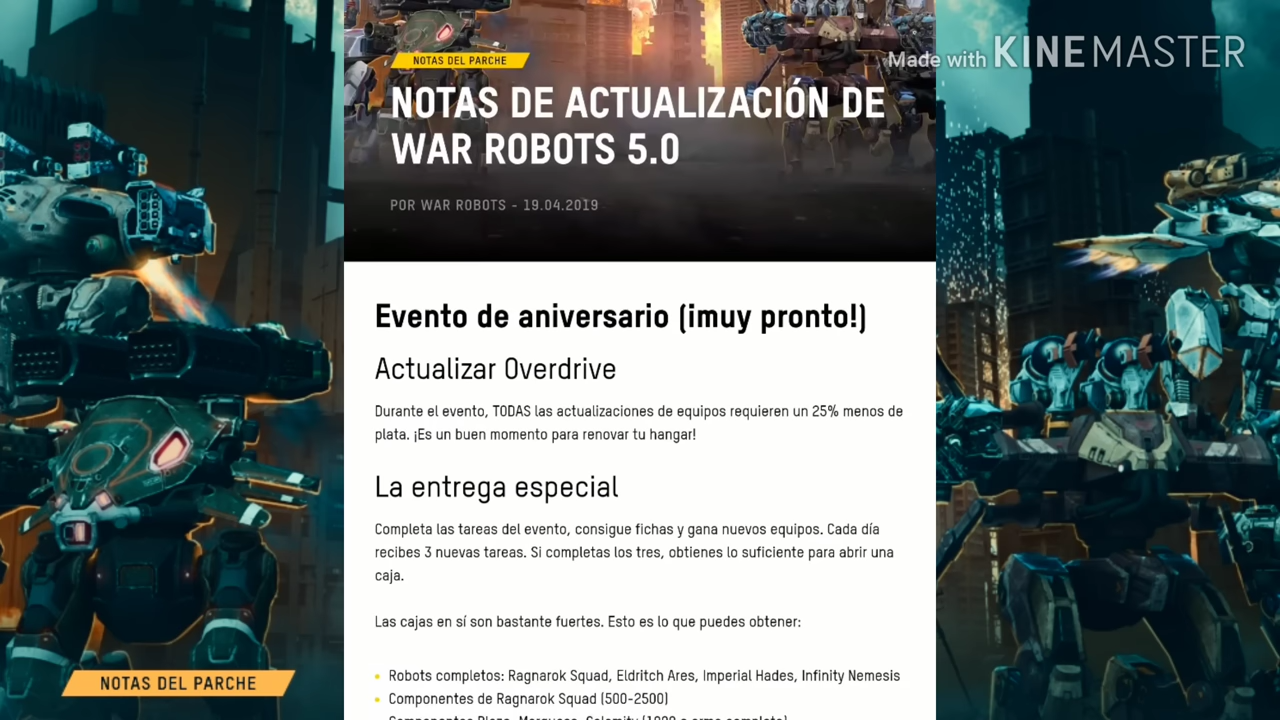 NOTAS DEL PARCHE
Made with KINEMASTER
NOTAS DE ACTUALIZACIÓN DE
WAR ROBOTS 5.0
POR WAR ROBOTS - 19.04.2019
Evento de aniversario (¡muy pronto!)
Actualizar Overdrive
Durante el evento, TODAS las actualizaciones de equipos requieren un 25% menos de
plata. ¡Es un buen momento para renovar tu hangar!
La entrega especial
Completa las tareas del evento, consigue fichas y gana nuevos equipos. Cada día
recibes 3 nuevas tareas. Si completas los tres, obtienes lo suficiente para abrir una
caja.
Las cajas en sí son bastante fuertes. Esto es lo que puedes obtener:
Robots completos: Ragnarok Squad, Eldritch Ares, Imperial Hades, Infinity Nemesis
Componentes de Ragnarok Squad (500-2500)
NOTAS DEL PARCHE